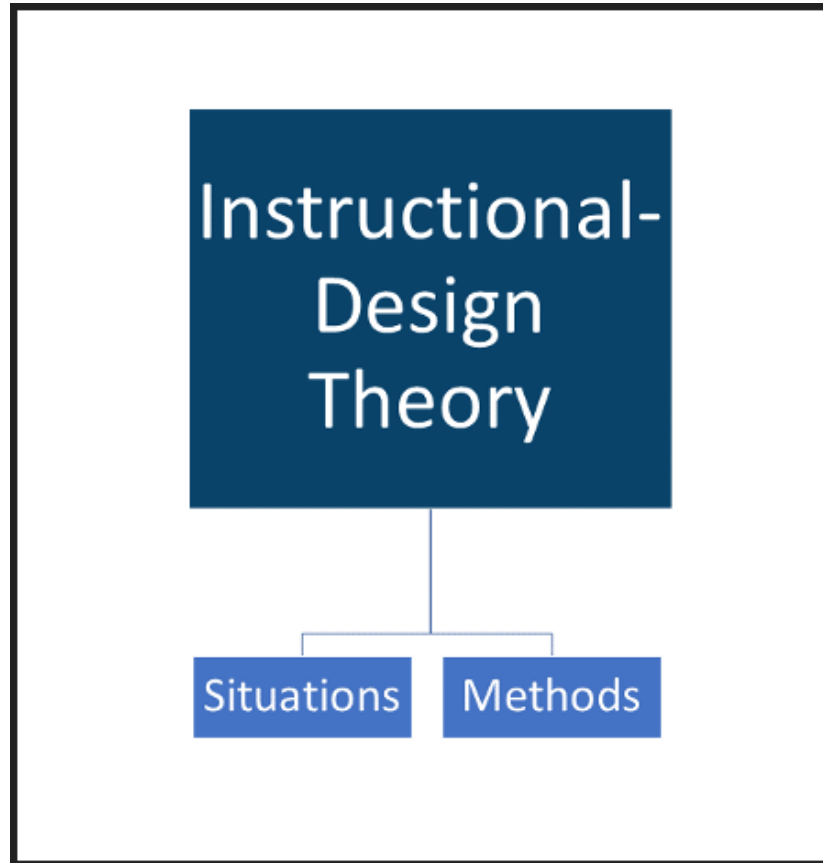 Instructional-
Design
Theory
Situations
Methods